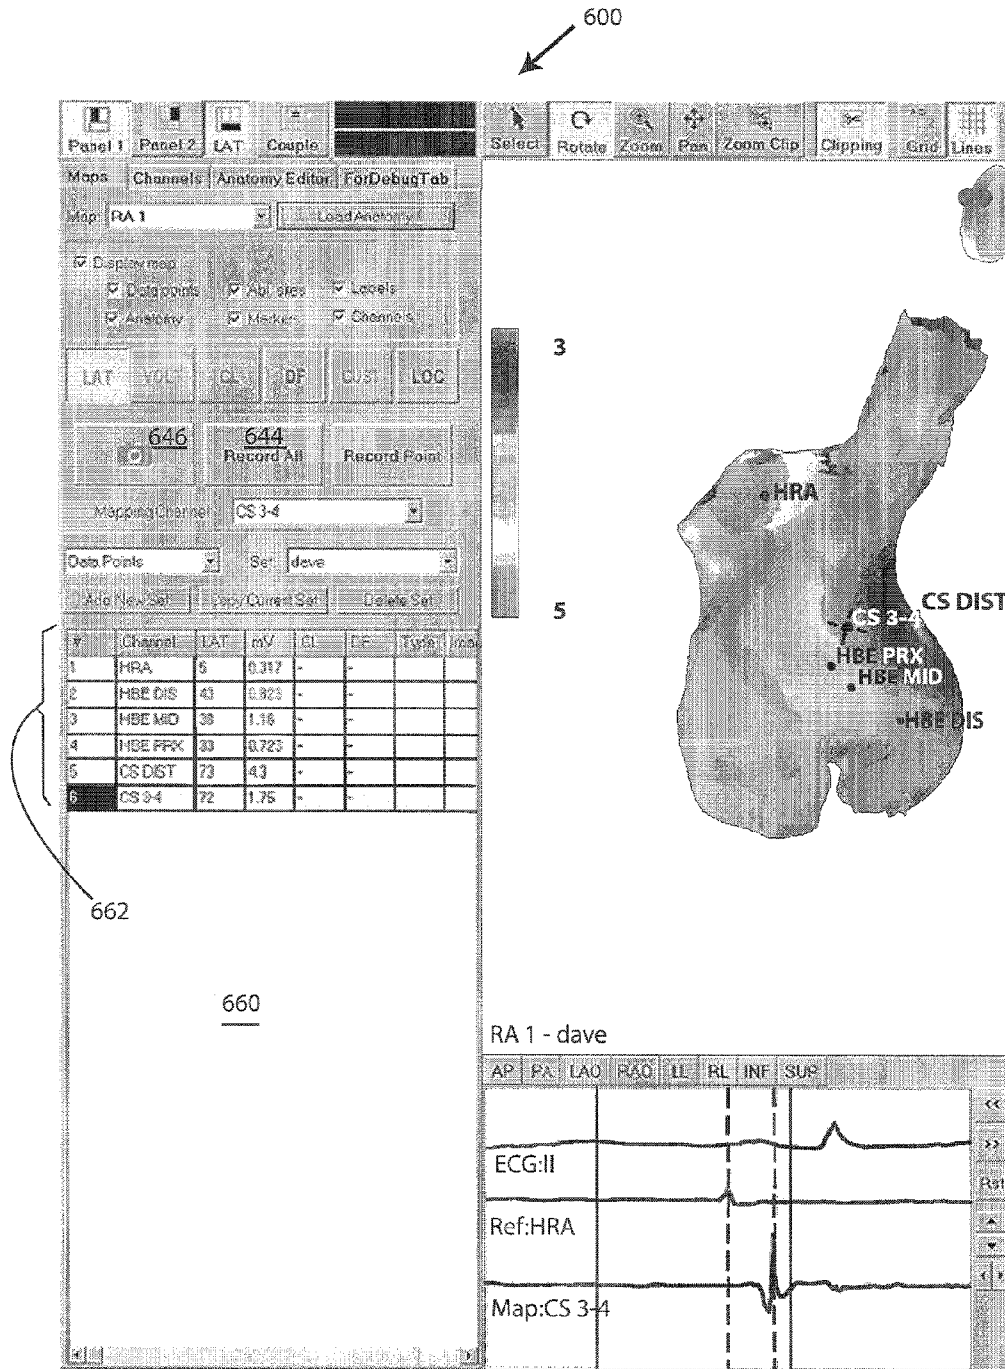 600
Panel 1 Panel 2 LAT Couple Select Rotate Zoom Pan Zoom Clip Clipping Grid Lines
Maps Channels Anatomy Editor ForDebugTab
Map: RA 1 Load Anatomy
Display map
Data points Abl sites Labels
Anatomy Markers Channels
LAT VOLT CL DF CUST LOC
646 644
Record All Record Point
Mapping Channel: CS 3-4
Data Points Set: dave
Add New Set Copy Current Set Delete Set
# Channel LAT mV CL DF Type
1 HRA 0.317 - -
2 HBE DIS 43 0.823 - -
3 HBE MID 1.16 - -
4 HBE PRX 33 0.723 - -
5 CS DIST 73 4.3 - -
6 CS 3-4 72 1.75 - -
662
660
3
5
HRA
CS DIST
CS 3-4
HBE PRX
HBE MID
HBE DIS
RA 1 - dave
AP PA LAO RAO LL RL INF SUP
<<
>>
ECG:II
Ref:HRA
Map:CS 3-4